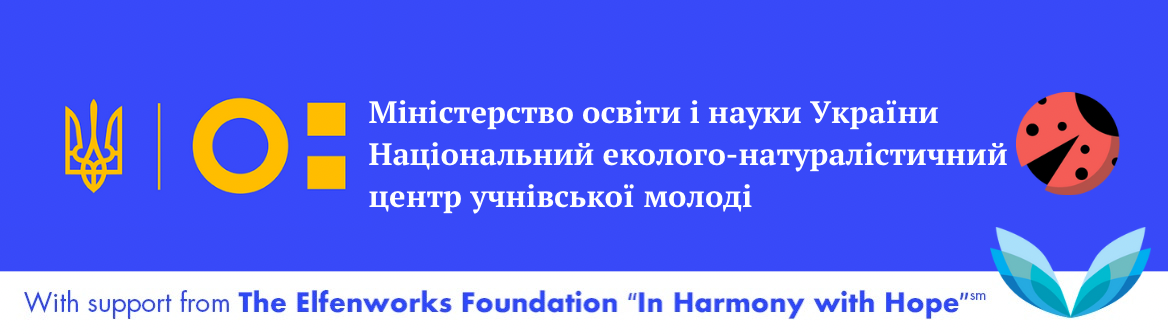 Міністерство освіти і науки України
Національний еколого-натуралістичний
центр учнівської молоді
With support from The Elfenworks Foundation “In Harmony with Hope”℠